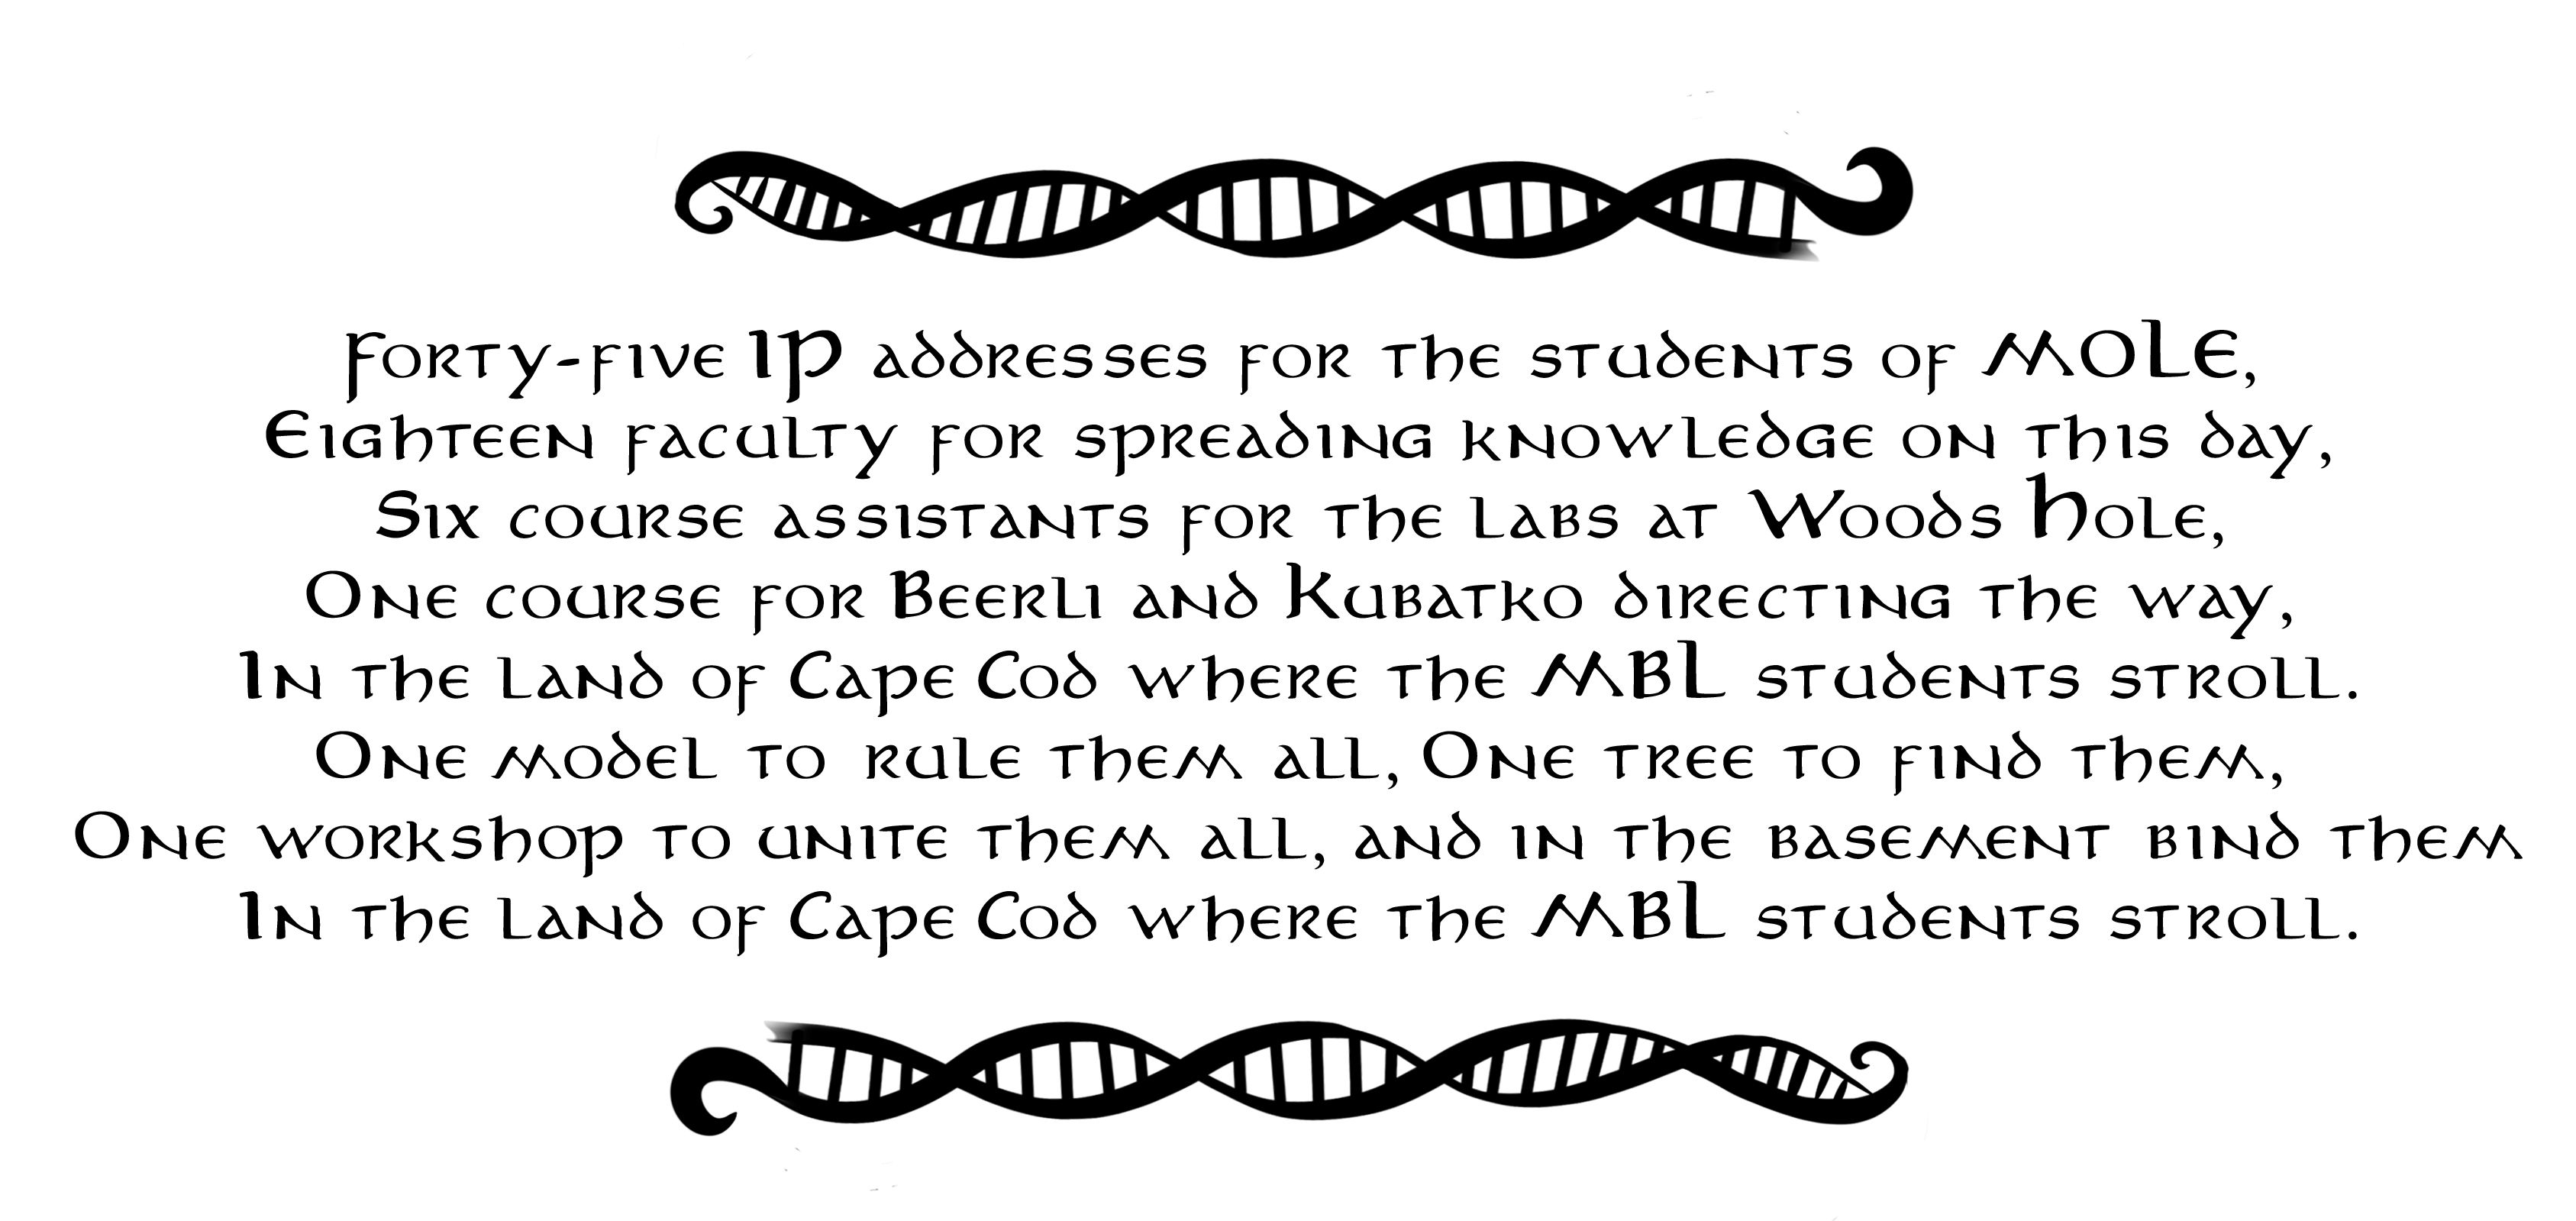 Forty-five IP addresses for the students of MOLE,
Eighteen faculty for spreading knowledge on this day,
Six course assistants for the labs at Woods Hole,
One course for Beerli and Kubatko directing the way,
In the land of Cape Cod where the MBL students stroll.
One model to rule them all, One tree to find them,
One workshop to unite them all, and in the basement bind them
In the land of Cape Cod where the MBL students stroll.